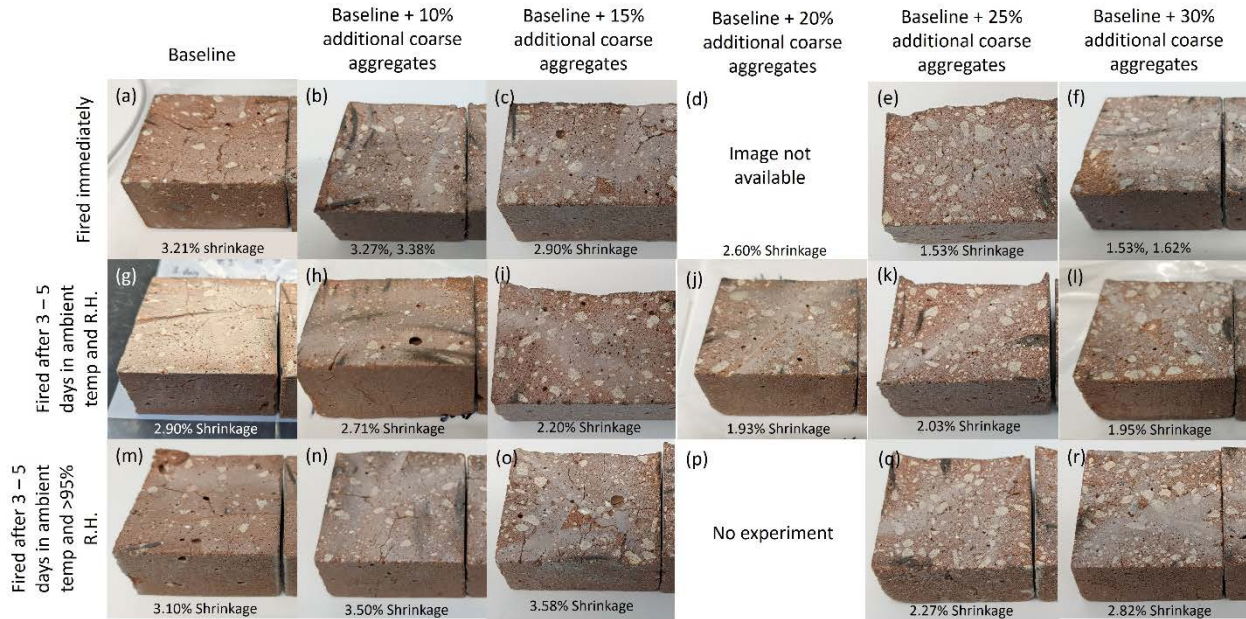 Baseline
Baseline + 10%
additional coarse
aggregates
Baseline + 15%
additional coarse
aggregates
Baseline + 20%
additional coarse
aggregates
Baseline + 25%
additional coarse
aggregates
Baseline + 30%
additional coarse
aggregates
Fired immediately
(a)
3.21% shrinkage
(b)
3.27%, 3.38%
(c)
2.90% Shrinkage
(d)
Image not
available
2.60% Shrinkage
(e)
1.53% Shrinkage
(f)
1.53%, 1.62%
Fired after 3 – 5
days in ambient
temp and R.H.
(g)
2.90% Shrinkage
(h)
2.71% Shrinkage
(i)
2.20% Shrinkage
(j)
1.93% Shrinkage
(k)
2.03% Shrinkage
(l)
1.95% Shrinkage
Fired after 3 – 5
days in ambient
temp and >95%
R.H.
(m)
3.10% Shrinkage
(n)
3.50% Shrinkage
(o)
3.58% Shrinkage
(p)
No experiment
(q)
2.27% Shrinkage
(r)
2.82% Shrinkage